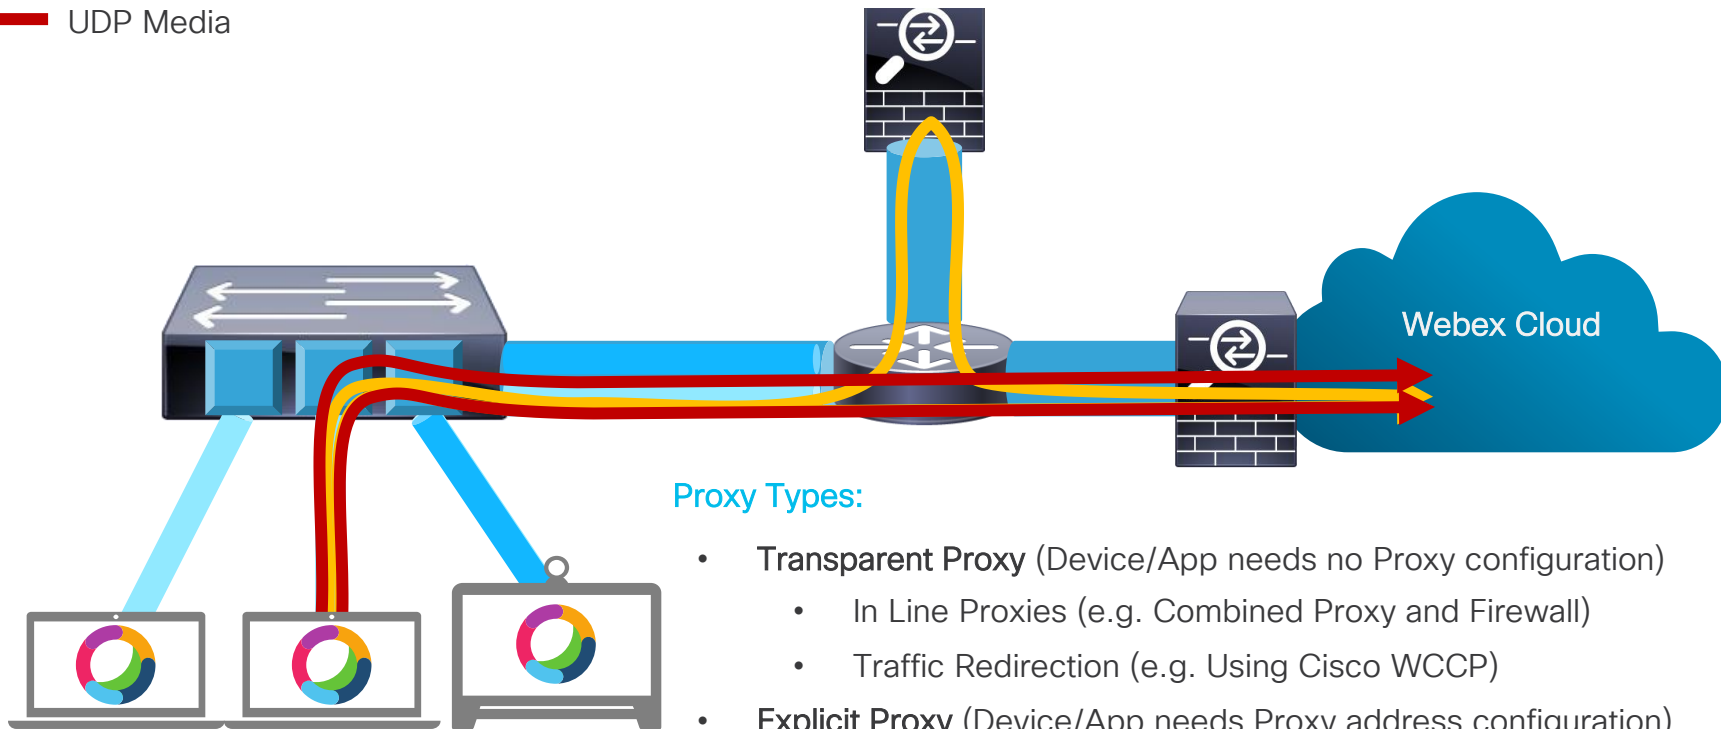 UDP Media
Webex Cloud
Proxy Types:
• Transparent Proxy (Device/App needs no Proxy configuration)
• In Line Proxies (e.g. Combined Proxy and Firewall)
• Traffic Redirection (e.g. Using Cisco WCCP)
• Explicit Proxy (Device/App needs Proxy address configuration)